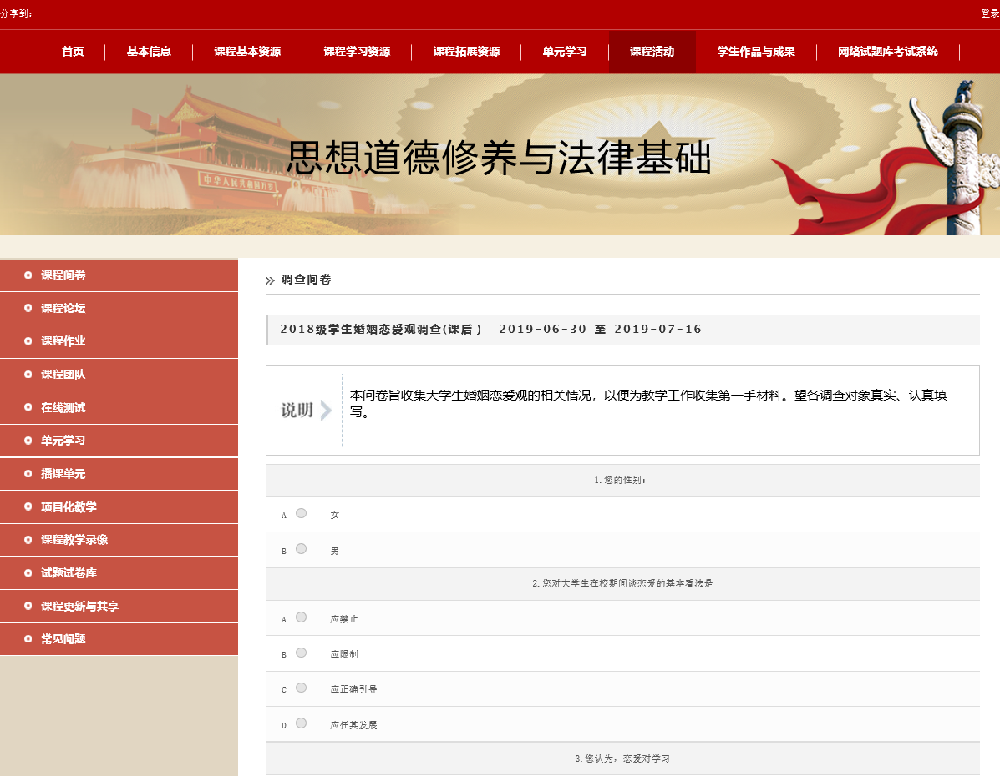 分享到：
登录
首页
基本信息
课程基本资源
课程学习资源
课程拓展资源
单元学习
课程活动
学生作品与成果
网络试题库考试系统
中华人民共和国万岁
思想道德修养与法律基础
课程问卷
课程论坛
课程作业
课程团队
在线测试
单元学习
播课单元
项目化教学
课程教学录像
试题试卷库
课程更新与共享
常见问题
调查问卷
2018级学生婚姻恋爱观调查(课后 ) 2019-06-30 至 2019-07-16
说明
本问卷旨收集大学生婚姻恋爱观的相关情况，以便为教学工作收集第一手材料。望各调查对象真实、认真填
写。
1.您的性别：
A 女
B 男
2.您对大学生在校期间谈恋爱的基本看法是
A 应禁止
B 应限制
C 应正确引导
D 应任其发展
3.您认为，恋爱对学习